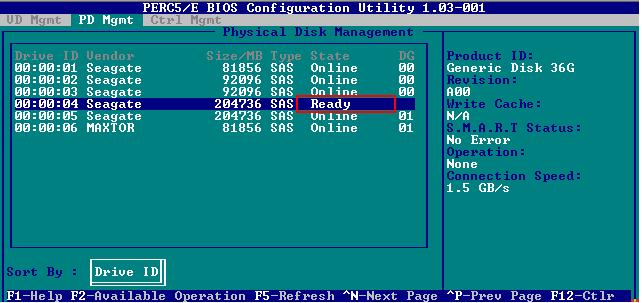 PERC5/E BIOS Configuration Utility 1.03-001
VD Mgmt PD Mgmt Ctrl Mgmt
Physical Disk Management
Drive ID Vendor Size/MB Type State DG
00:00:01 Seagate 81856 SAS Online 00
00:00:02 Seagate 92096 SAS Online 00
00:00:03 Seagate 92096 SAS Online 00
00:00:04 Seagate 204736 SAS Ready
00:00:05 Seagate 204736 SAS Online 01
00:00:06 MAXTOR 81856 SAS Online 01
Product ID:
Generic Disk 36G
Revision:
A00
Write Cache:
N/A
S.M.A.R.T Status:
No Error
Operation:
None
Connection Speed:
1.5 GB/s
Sort By : Drive ID
F1-Help F2-Available Operation F5-Refresh ^N-Next Page ^P-Prev Page F12-Ctlr